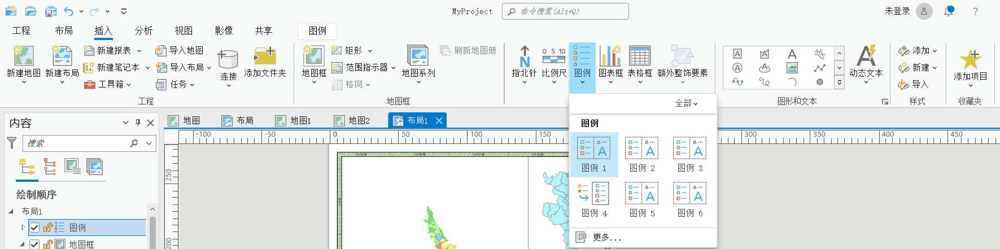 MyProject 命令搜索(Alt+Q) 未登录 ?
工程 布局 插入 分析 视图 影像 共享 图例
新建地图 新建布局 新建报表 导入地图
新建笔记本 导入布局
工具箱 任务
连接 添加文件夹
工程
地图框 矩形
范围指示器
格网
地图系列 刷新地图册
地图框
指北针 比例尺 图例 图表框 表格框 额外整饰要素
N 0 5 10
动态文本
图形和文本
添加
新建
导入
样式
添加项目
收藏夹
内容
搜索
绘制顺序
布局1
图例
地图框
地图 布局 地图1 地图2 布局1
-100 -50 0 50 100 150 300 350 400 450
250
200
全部
图例
图例 1 图例 2 图例 3
图例 4 图例 5 图例 6
更多...